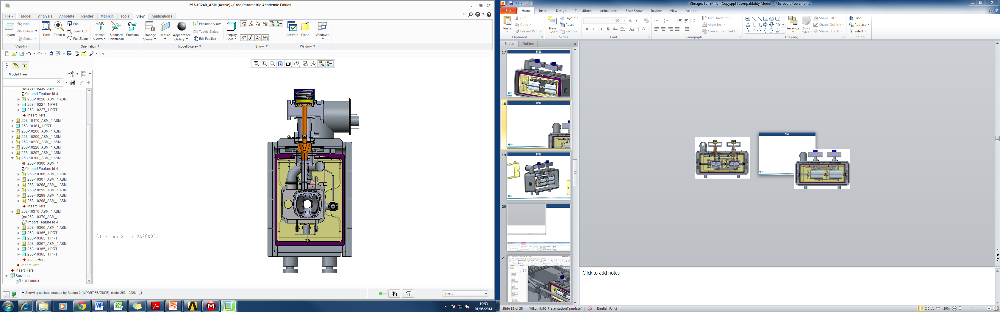 253-10240_ASM (Active) - Creo Parametric Academic Edition
File Model Analysis Annotate Render Manikin Tools View Applications
Layers Hide Unhide Status
Refit Zoom In Pan Zoom Out Pan Zoom
Named Views Standard Orientation Previous
Manage Views Section Appearance Gallery Exploded View Toggle Status Edit Position
Display Style
Activate Close Windows
Visibility Orientation Model Display Show Window
Model Tree
253-10230_ASM_1
Import Feature id 4
253-10228_ASM_1.ASM
253-10227_1.PRT
253-10227_1.PRT
Insert Here
253-10170_ASM_1.ASM
253-10181_1.PRT
253-10200_ASM_1.ASM
253-10200_ASM_1.ASM
253-10220_ASM_1.ASM
253-10220_ASM_1.ASM
253-10207_ASM_1.ASM
253-10300_ASM_1.ASM
253-10300_ASM_1
Import Feature id 4
253-10306_ASM_1.ASM
253-10307_ASM_1.ASM
253-10298_ASM_1.ASM
253-10299_ASM_1.ASM
253-10299_ASM_1.ASM
253-10298_ASM_1.ASM
Insert Here
253-10370_ASM_1.ASM
253-10370_ASM_1
Import Feature id 4
253-10366_ASM_1.ASM
253-10365_1.PRT
253-10365_1.PRT
253-10367_ASM_1.ASM
253-10365_1.PRT
253-10365_1.PRT
Insert Here
Insert Here
Insert Here
Sections
XSEC0001
Clipping State:XSEC0002
Showing surface created by feature 2 (IMPORT FEATURE), model 253-10228-1_1.
Smart
19:53
01/05/2014
3Images for SP, TJ - Copy.ppt [Compatibility Mode] - Microsoft PowerPoint
File Home Insert Design Transitions Animations Slide Show Review View Acrobat
Paste Cut Copy Format Painter
New Slide Layout Reset Section
60
Text Direction Align Text Convert to SmartArt
Arrange Quick Styles Shape Fill Shape Outline Shape Effects
Find Replace Select
Clipboard Slides Font Paragraph Drawing Editing
Slides Outline
17
BNL
18
BNL
19
BNL
20
21
BNL
Click to add notes
Slide 18 of 38 "HiLumiLHC_PresentationTemplate" English (U.K.) 20%